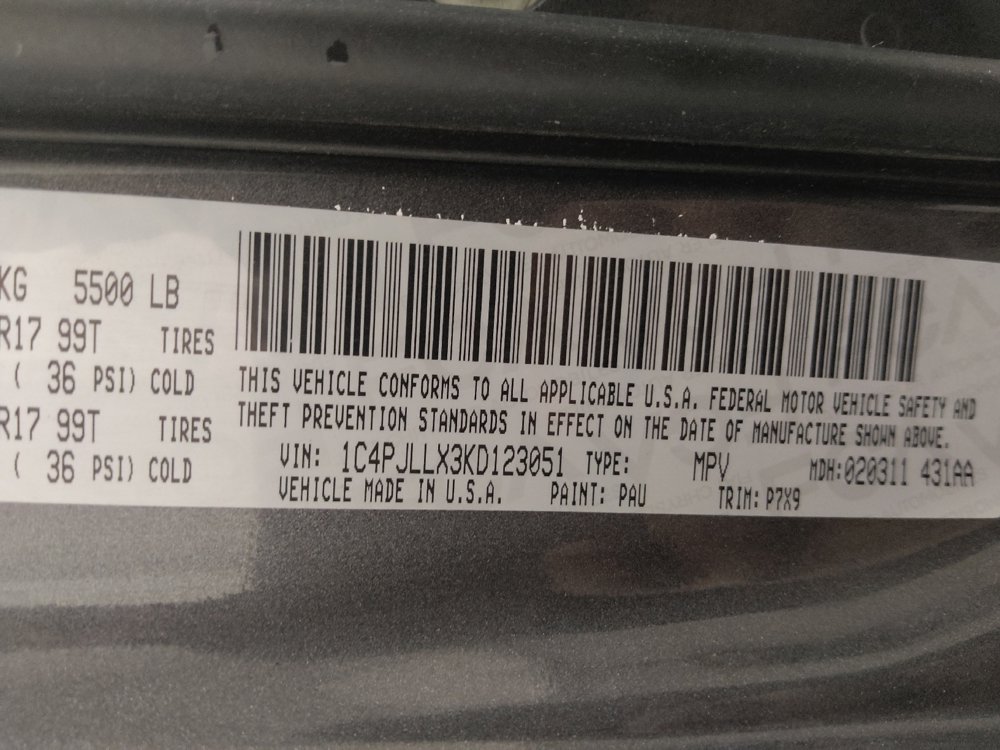 KG 5500 LB
R17 99T TIRES
( 36 PSI) COLD
R17 99T TIRES
( 36 PSI) COLD
THIS VEHICLE CONFORMS TO ALL APPLICABLE U.S.A. FEDERAL MOTOR VEHICLE SAFETY AND
THEFT PREVENTION STANDARDS IN EFFECT ON THE DATE OF MANUFACTURE SHOWN ABOVE.
VIN: 1C4PJLLX3KD123051 TYPE: MPV MDH:020311 431AA
VEHICLE MADE IN U.S.A. PAINT: PAU TRIM: P7X9